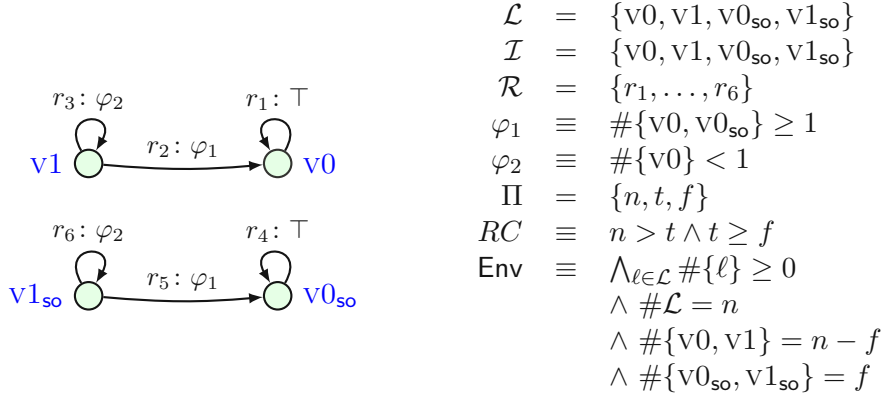 r₃: φ₂
r₁: ⊤
v1
r₂: φ₁
v0
r₆: φ₂
r₄: ⊤
v1ₛₒ
r₅: φ₁
v0ₛₒ
ℒ = {v0, v1, v0ₛₒ, v1ₛₒ}
ℐ = {v0, v1, v0ₛₒ, v1ₛₒ}
ℛ = {r₁, . . . , r₆}
φ₁ ≡ #{v0, v0ₛₒ} ≥ 1
φ₂ ≡ #{v0} < 1
Π = {n, t, f}
RC ≡ n > t ∧ t ≥ f
Env ≡ ⋀_{ℓ∈ℒ} #{ℓ} ≥ 0
∧ #ℒ = n
∧ #{v0, v1} = n − f
∧ #{v0ₛₒ, v1ₛₒ} = f